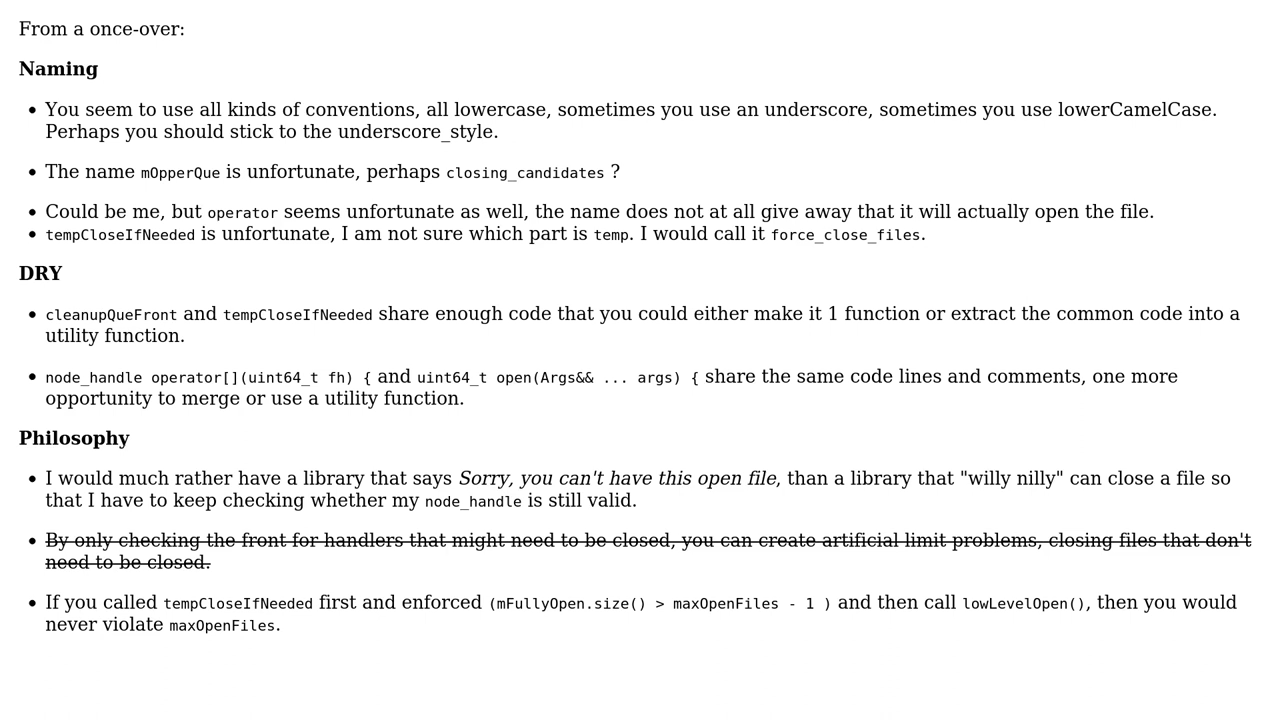 From a once-over:
Naming
• You seem to use all kinds of conventions, all lowercase, sometimes you use an underscore, sometimes you use lowerCamelCase.
Perhaps you should stick to the underscore_style.
• The name mOpperQue is unfortunate, perhaps closing_candidates ?
• Could be me, but operator seems unfortunate as well, the name does not at all give away that it will actually open the file.
• tempCloseIfNeeded is unfortunate, I am not sure which part is temp. I would call it force_close_files.
DRY
• cleanupQueFront and tempCloseIfNeeded share enough code that you could either make it 1 function or extract the common code into a
utility function.
• node_handle operator[](uint64_t fh) { and uint64_t open(Args&& ... args) { share the same code lines and comments, one more
opportunity to merge or use a utility function.
Philosophy
• I would much rather have a library that says Sorry, you can't have this open file, than a library that "willy nilly" can close a file so
that I have to keep checking whether my node_handle is still valid.
• By only checking the front for handlers that might need to be closed, you can create artificial limit problems, closing files that don't
need to be closed.
• If you called tempCloseIfNeeded first and enforced (mFullyOpen.size() > maxOpenFiles - 1 ) and then call lowLevelOpen(), then you would
never violate maxOpenFiles.